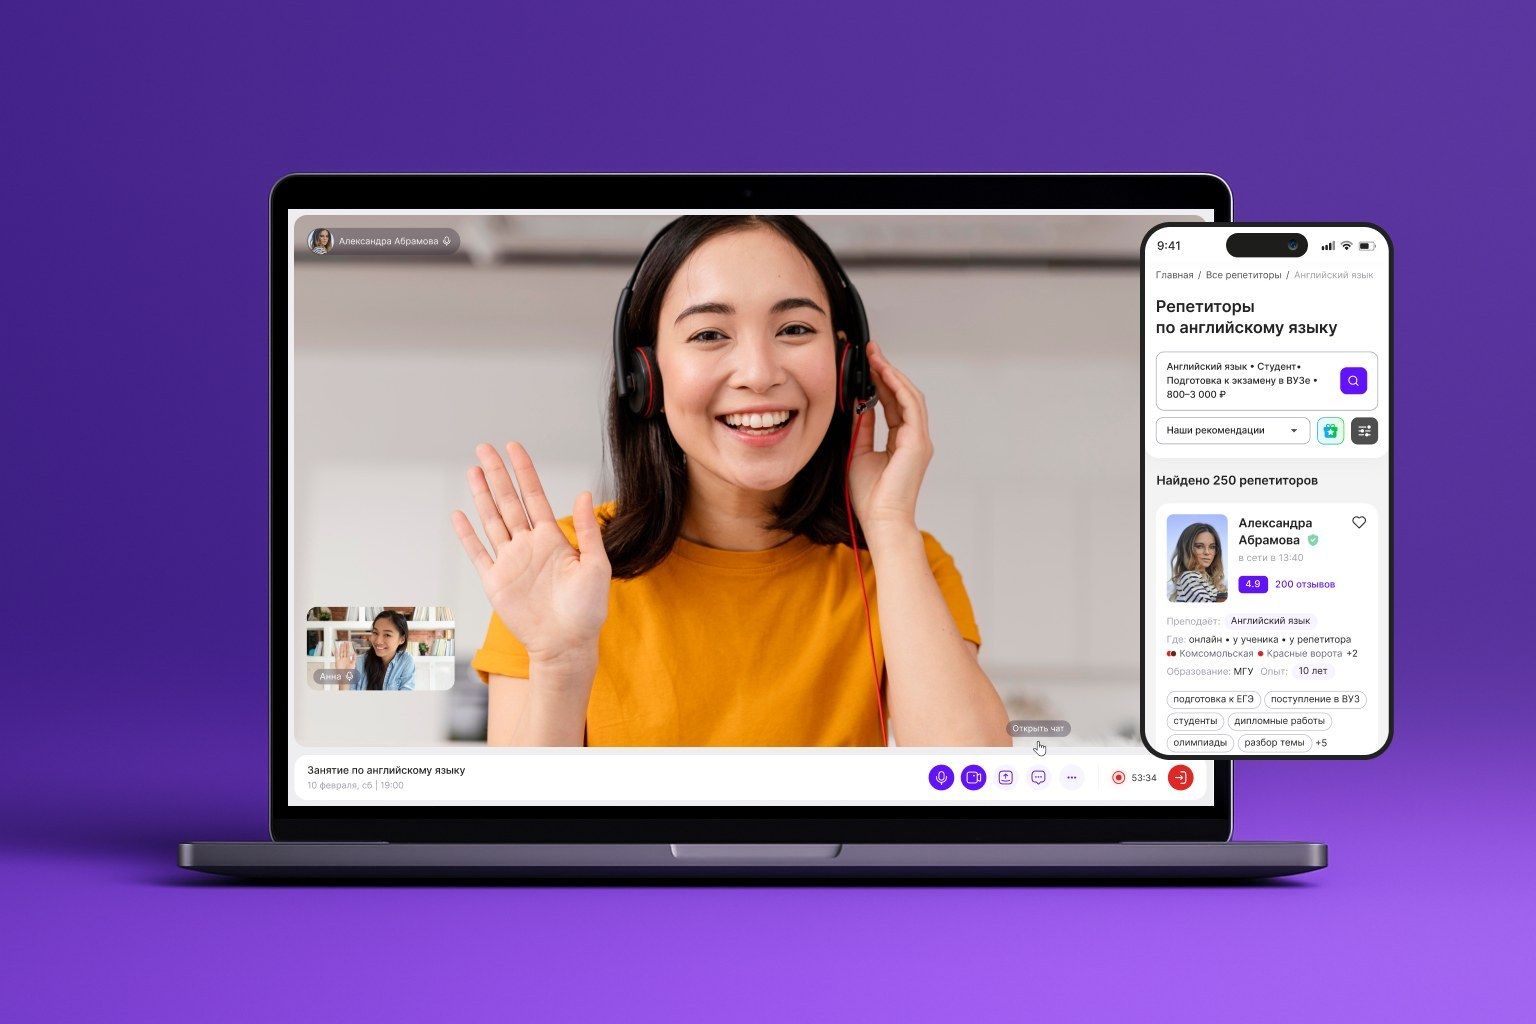 Александра Абрамова
Анна
Открыть чат
Занятие по английскому языку
10 февраля, сб | 19:00
53:34
9:41
Главная / Все репетиторы / Английский язык
Репетиторы
по английскому языку
Английский язык • Студент•
Подготовка к экзамену в ВУЗе •
800–3 000 ₽
Наши рекомендации
Найдено 250 репетиторов
Александра
Абрамова
в сети в 13:40
4.9 200 отзывов
Преподаёт: Английский язык
Где: онлайн • у ученика • у репетитора
Комсомольская Красные ворота +2
Образование: МГУ Опыт: 10 лет
подготовка к ЕГЭ поступление в ВУЗ
студенты дипломные работы
олимпиады разбор темы +5